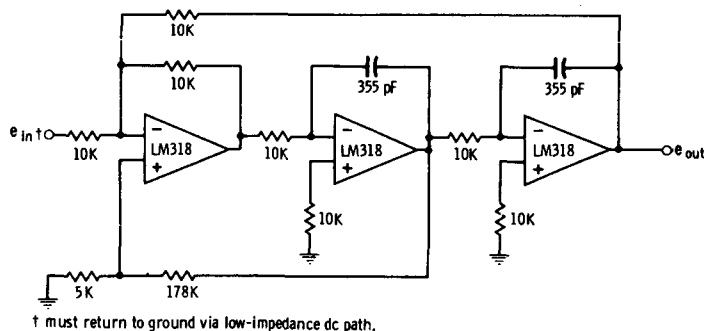 10K
10K
355 pF
355 pF
e in †
10K
−
+
LM318
10K
−
+
LM318
10K
−
+
LM318
e out
10K
10K
5K
178K
† must return to ground via low-impedance dc path.